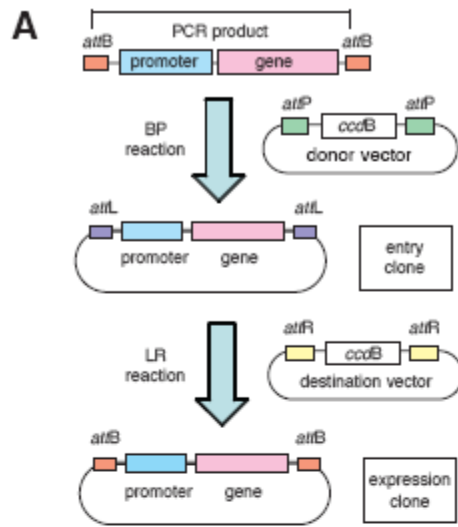 A
PCR product
attB
attB
promoter
gene
attP
attP
ccdB
donor vector
BP
reaction
attL
attL
promoter
gene
entry
clone
attR
attR
ccdB
destination vector
LR
reaction
attB
attB
promoter
gene
expression
clone